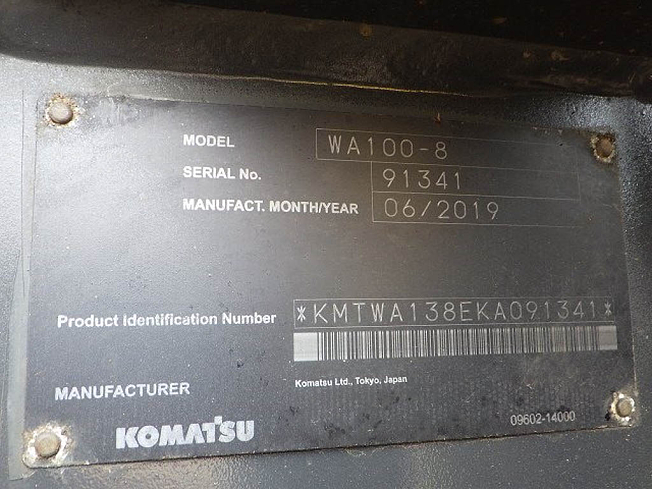 MODEL WA100-8
SERIAL No. 91341
MANUFACT. MONTH/YEAR 06/2019
Product Identification Number *KMTWA138EKA091341*
MANUFACTURER Komatsu Ltd., Tokyo, Japan
KOMATSU
09602-14000